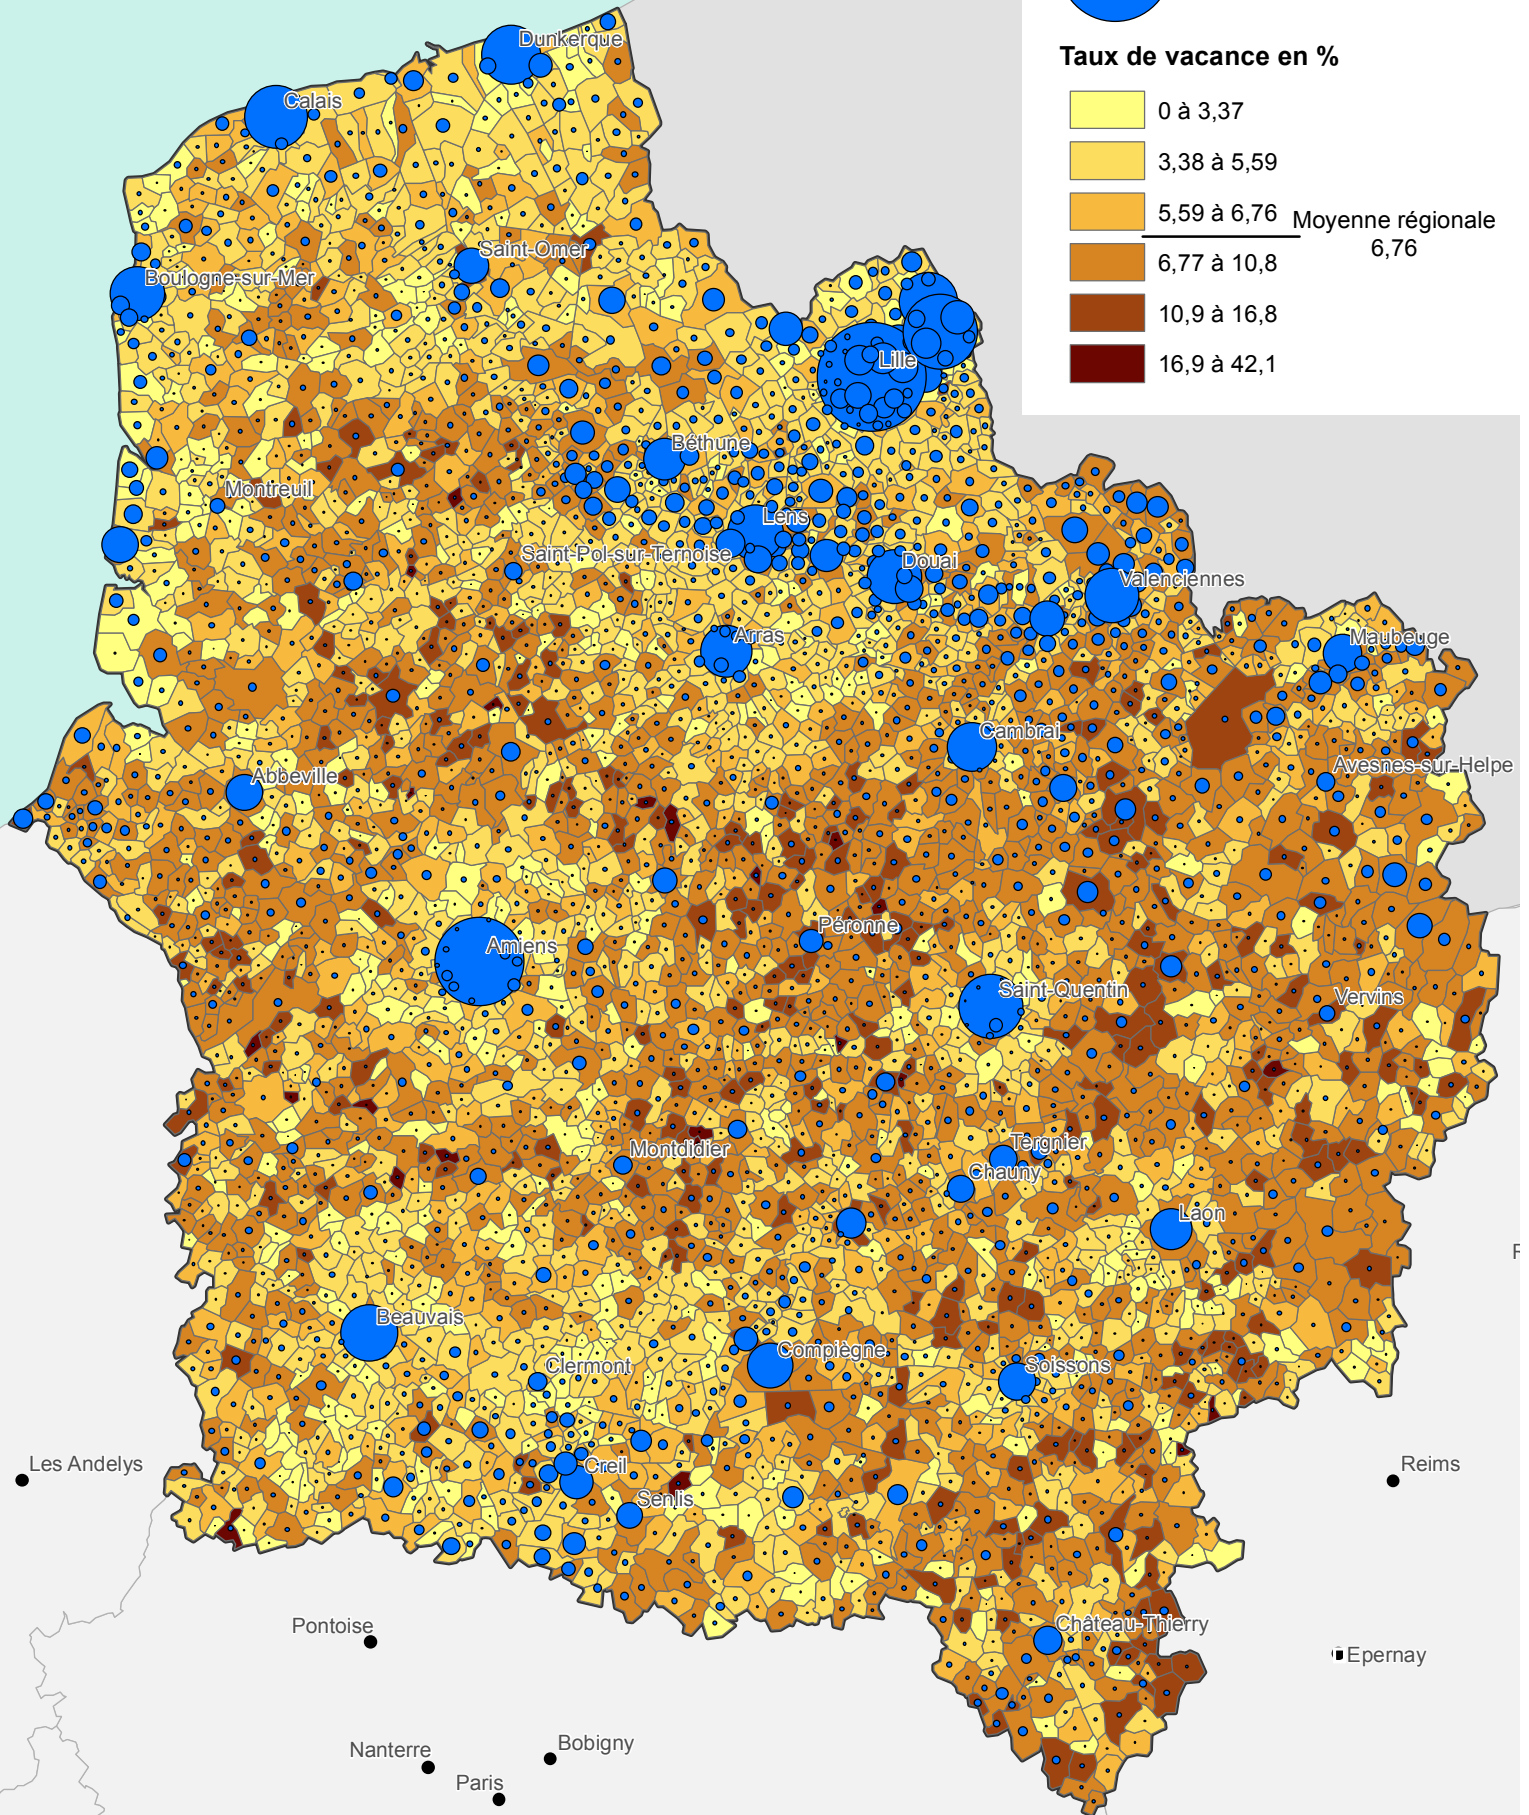 Taux de vacance en %
0 à 3,37
3,38 à 5,59
5,59 à 6,76
Moyenne régionale
6,76
6,77 à 10,8
10,9 à 16,8
16,9 à 42,1
Dunkerque
Calais
Saint-Omer
Boulogne-sur-Mer
Lille
Béthune
Montreuil
Lens
Saint-Pol-sur-Ternoise
Douai
Valenciennes
Arras
Maubeuge
Cambrai
Avesnes-sur-Helpe
Abbeville
Péronne
Amiens
Saint-Quentin
Vervins
Montdidier
Tergnier
Chauny
Laon
Beauvais
Compiègne
Clermont
Soissons
Les Andelys
Creil
Reims
Senlis
Pontoise
Château-Thierry
Epernay
Nanterre
Bobigny
Paris